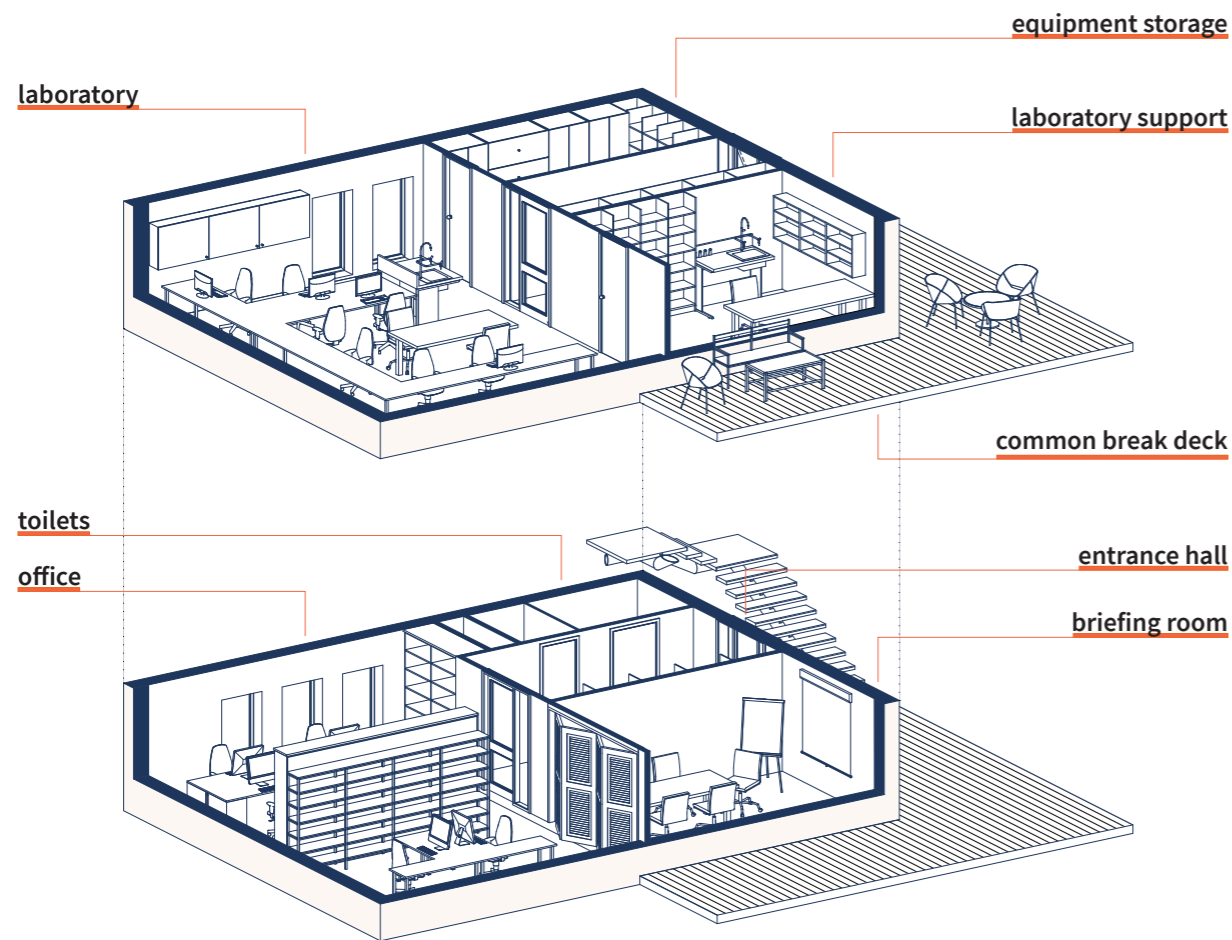 equipment storage
laboratory
laboratory support
common break deck
toilets
entrance hall
office
briefing room